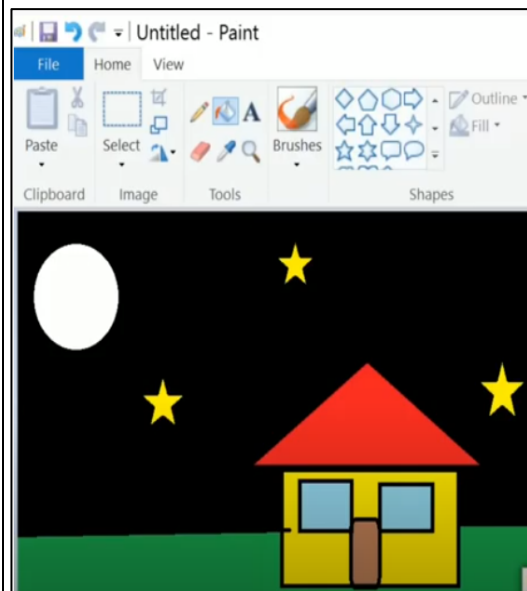 Untitled - Paint
File Home View
A
Outline
Fill
Paste Select Brushes
Clipboard Image Tools Shapes